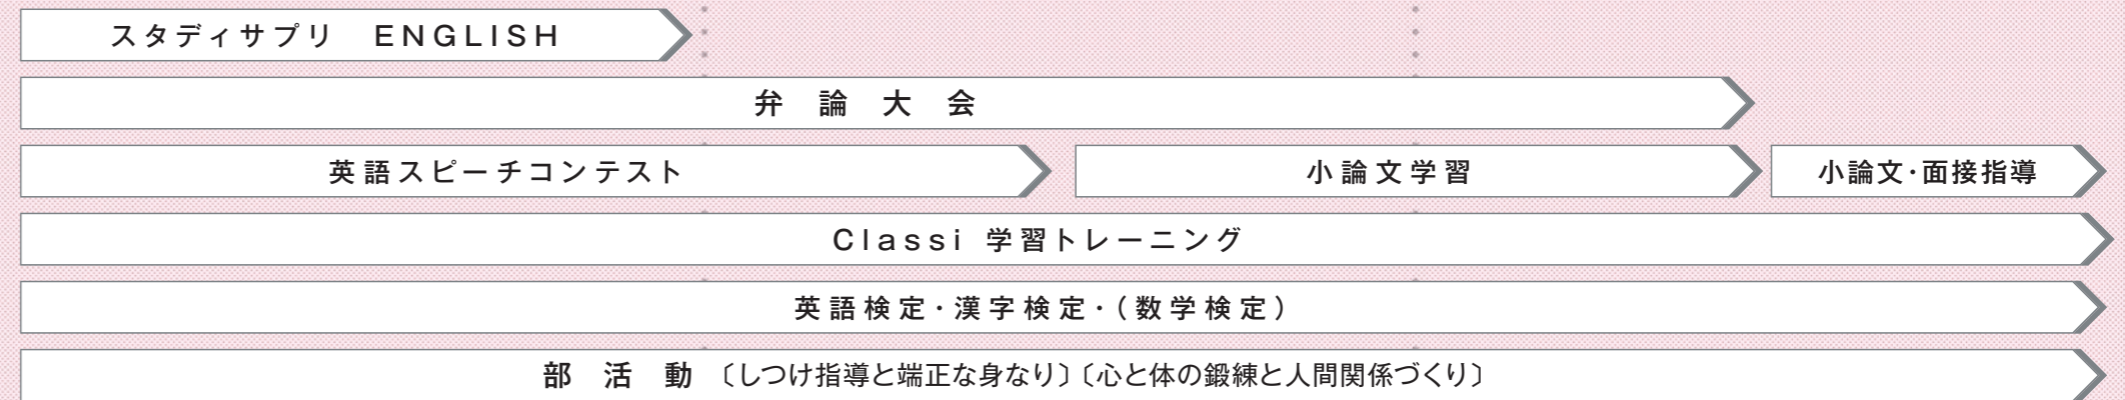 スタディサプリ　ENGLISH
弁論大会
英語スピーチコンテスト　小論文学習　小論文・面接指導
Classi 学習トレーニング
英語検定・漢字検定・（数学検定）
部活動〔しつけ指導と端正な身なり〕〔心と体の鍛練と人間関係づくり〕